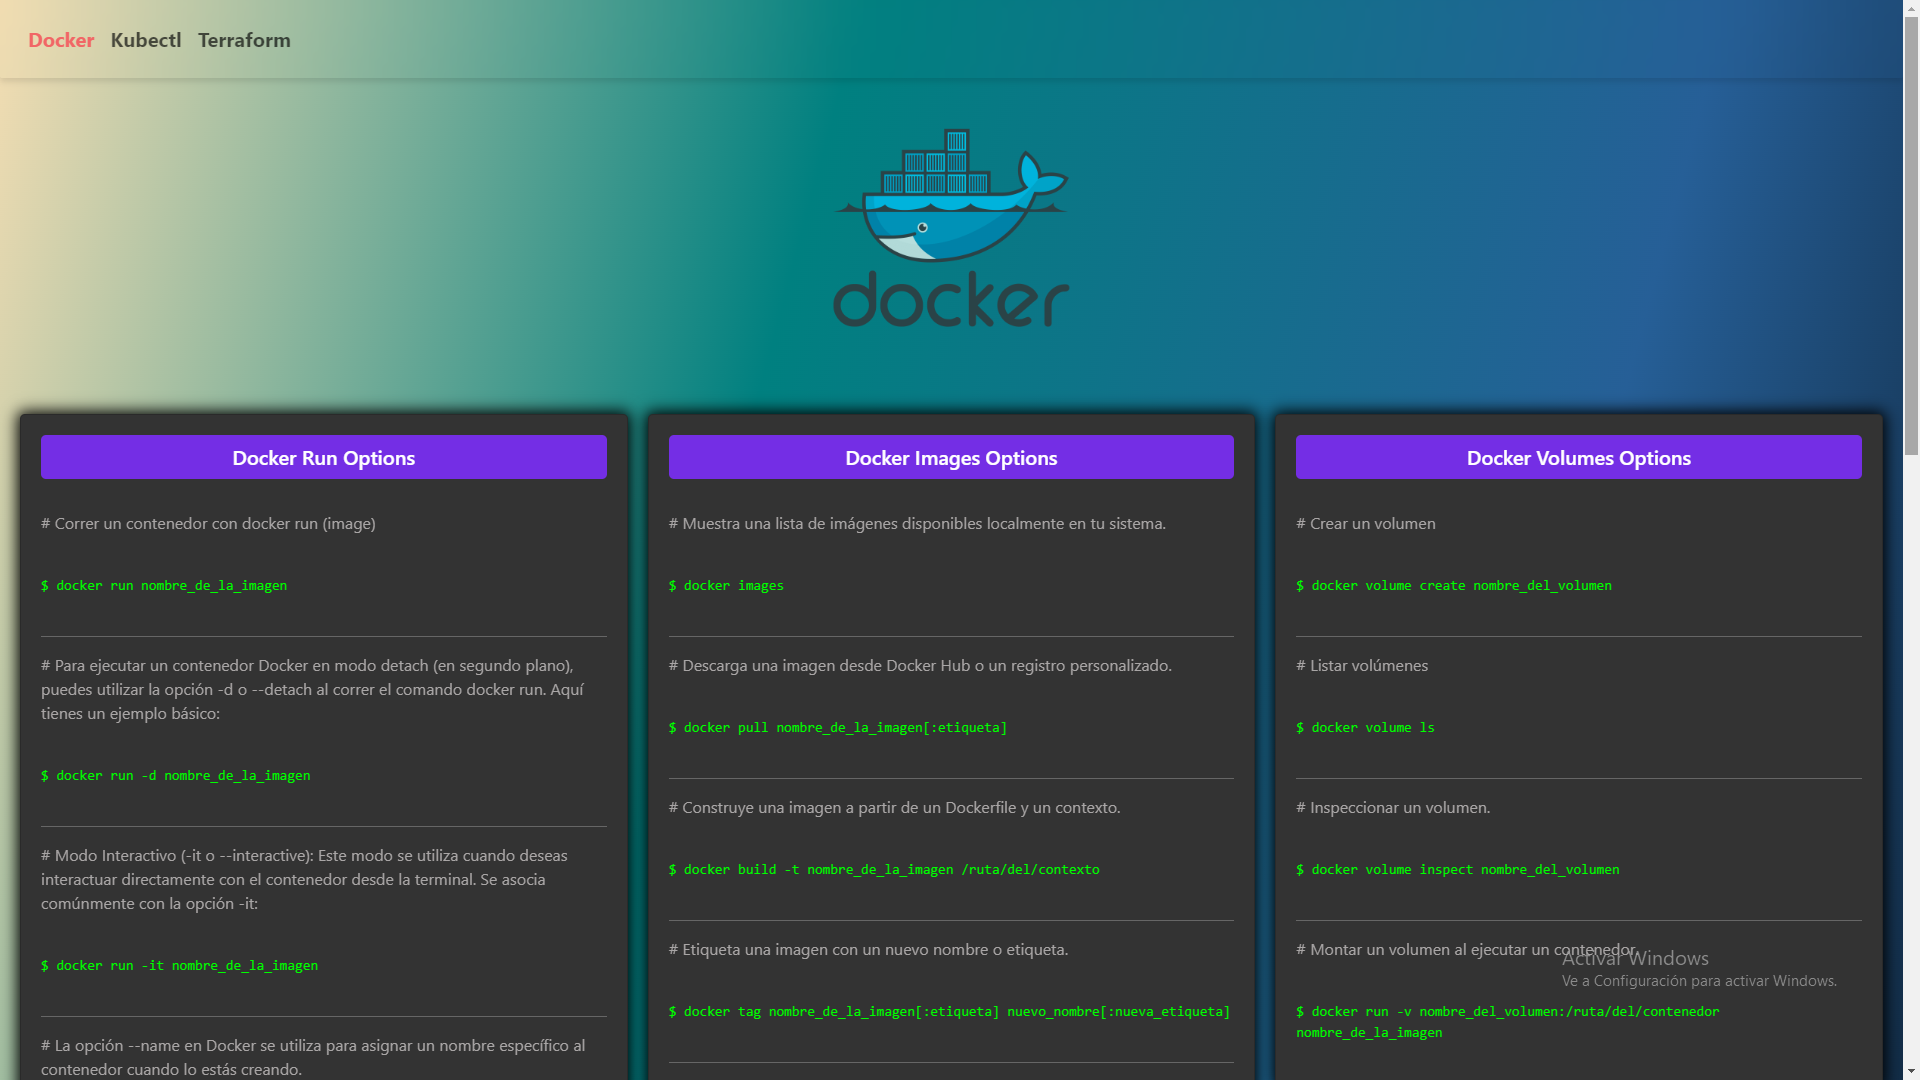 Docker Kubectl Terraform
docker
Docker Run Options
# Correr un contenedor con docker run (image)
$ docker run nombre_de_la_imagen
# Para ejecutar un contenedor Docker en modo detach (en segundo plano),
puedes utilizar la opción -d o --detach al correr el comando docker run. Aquí
tienes un ejemplo básico:
$ docker run -d nombre_de_la_imagen
# Modo Interactivo (-it o --interactive): Este modo se utiliza cuando deseas
interactuar directamente con el contenedor desde la terminal. Se asocia
comúnmente con la opción -it:
$ docker run -it nombre_de_la_imagen
# La opción --name en Docker se utiliza para asignar un nombre específico al
contenedor cuando lo estás creando.
Docker Images Options
# Muestra una lista de imágenes disponibles localmente en tu sistema.
$ docker images
# Descarga una imagen desde Docker Hub o un registro personalizado.
$ docker pull nombre_de_la_imagen[:etiqueta]
# Construye una imagen a partir de un Dockerfile y un contexto.
$ docker build -t nombre_de_la_imagen /ruta/del/contexto
# Etiqueta una imagen con un nuevo nombre o etiqueta.
$ docker tag nombre_de_la_imagen[:etiqueta] nuevo_nombre[:nueva_etiqueta]
Docker Volumes Options
# Crear un volumen
$ docker volume create nombre_del_volumen
# Listar volúmenes
$ docker volume ls
# Inspeccionar un volumen.
$ docker volume inspect nombre_del_volumen
# Montar un volumen al ejecutar un contenedor.
$ docker run -v nombre_del_volumen:/ruta/del/contenedor
nombre_de_la_imagen
Activar Windows
Ve a Configuración para activar Windows.